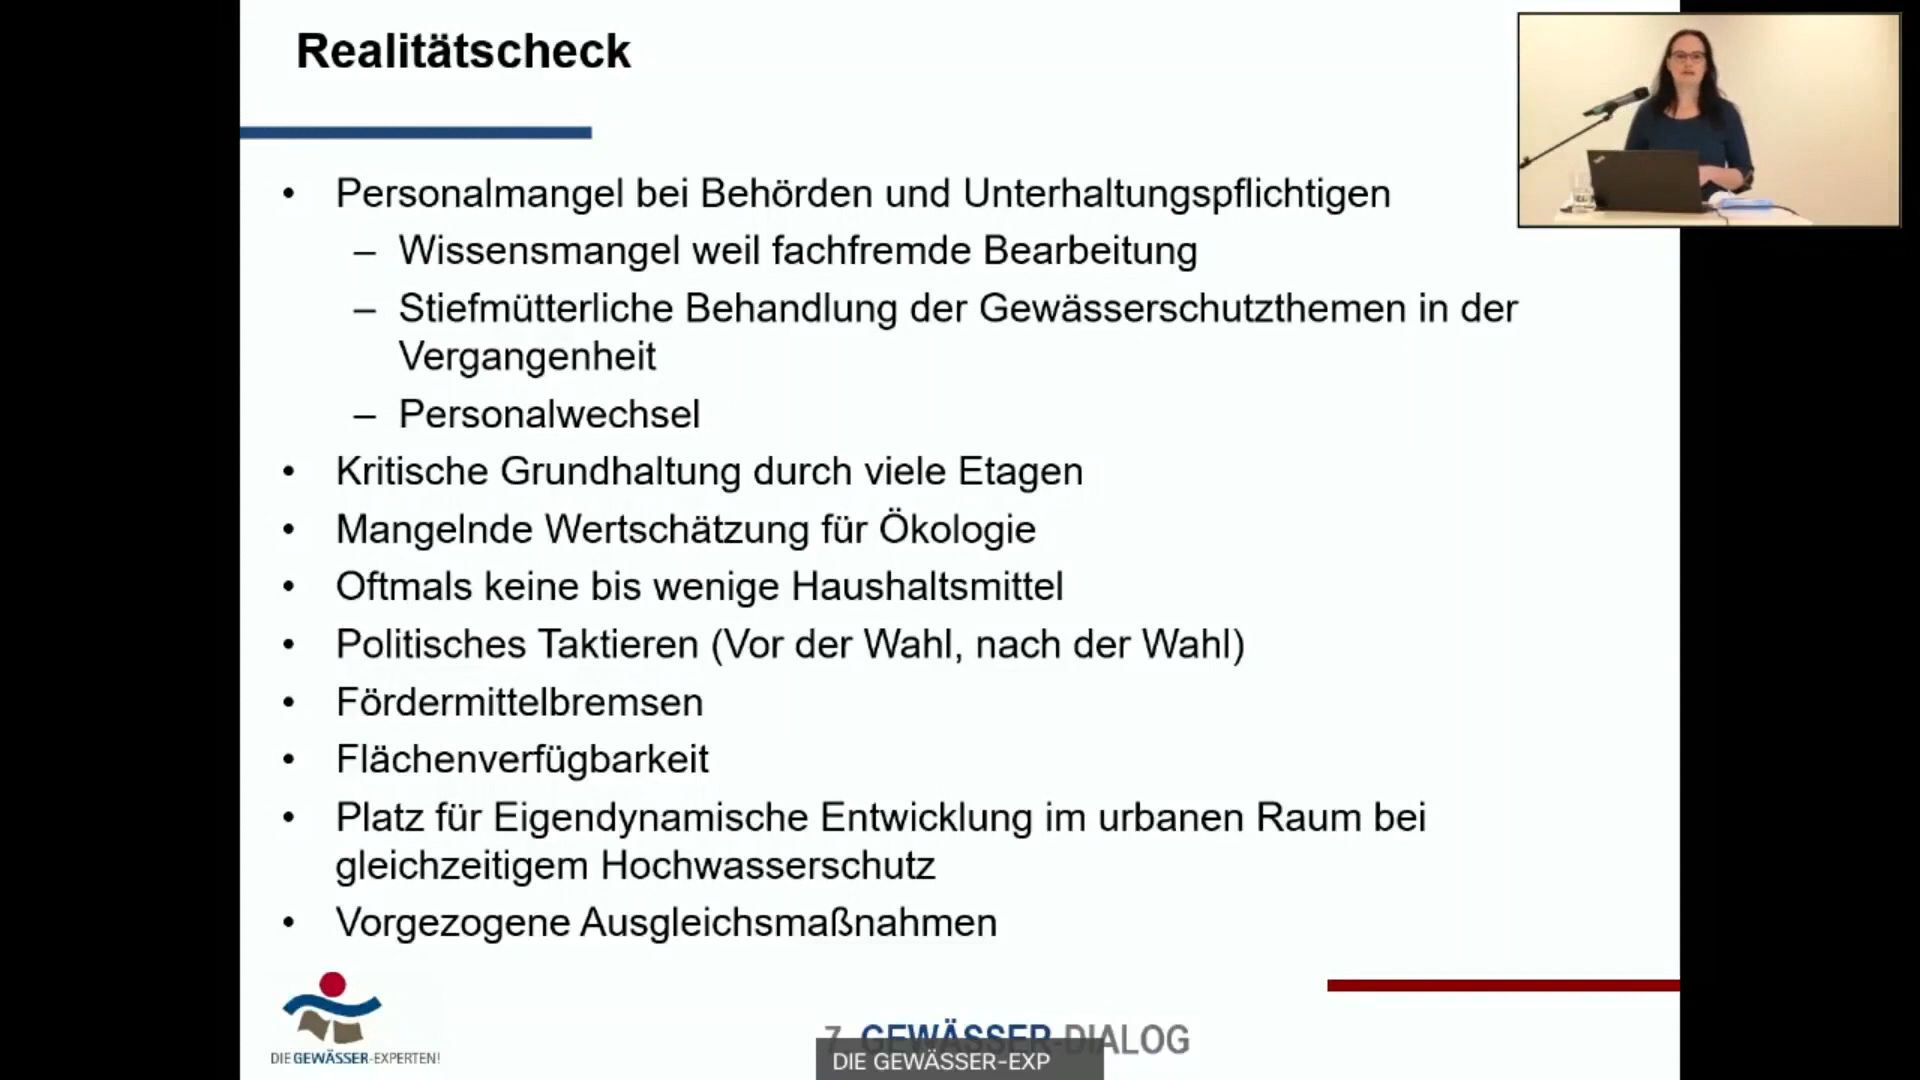 Realitätscheck
• Personalmangel bei Behörden und Unterhaltungspflichtigen
– Wissensmangel weil fachfremde Bearbeitung
– Stiefmütterliche Behandlung der Gewässerschutzthemen in der
Vergangenheit
– Personalwechsel
• Kritische Grundhaltung durch viele Etagen
• Mangelnde Wertschätzung für Ökologie
• Oftmals keine bis wenige Haushaltsmittel
• Politisches Taktieren (Vor der Wahl, nach der Wahl)
• Fördermittelbremsen
• Flächenverfügbarkeit
• Platz für Eigendynamische Entwicklung im urbanen Raum bei
gleichzeitigem Hochwasserschutz
• Vorgezogene Ausgleichsmaßnahmen
DIE GEWÄSSER-EXPERTEN!
7. GEWÄSSER-DIALOG
DIE GEWÄSSER-EXP